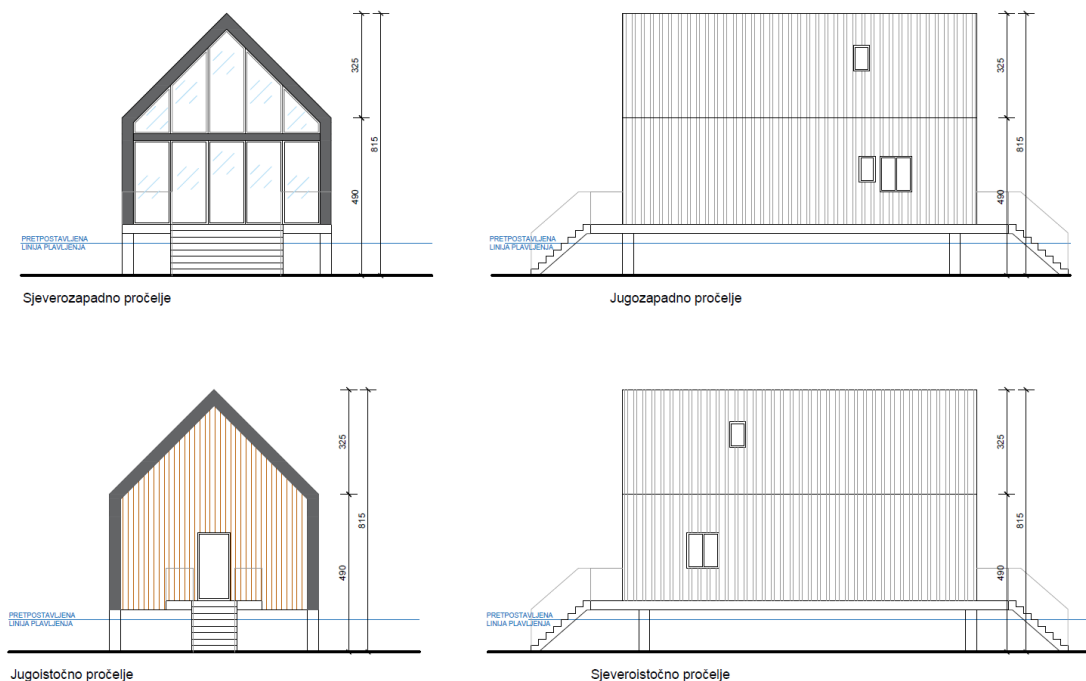 325
815
490
PRETPOSTAVLJENA
LINIJA PLAVLJENJA
Sjeverozapadno pročelje
325
815
490
PRETPOSTAVLJENA
LINIJA PLAVLJENJA
Jugozapadno pročelje
325
815
490
PRETPOSTAVLJENA
LINIJA PLAVLJENJA
Jugoistočno pročelje
325
815
490
PRETPOSTAVLJENA
LINIJA PLAVLJENJA
Sjeveroistočno pročelje